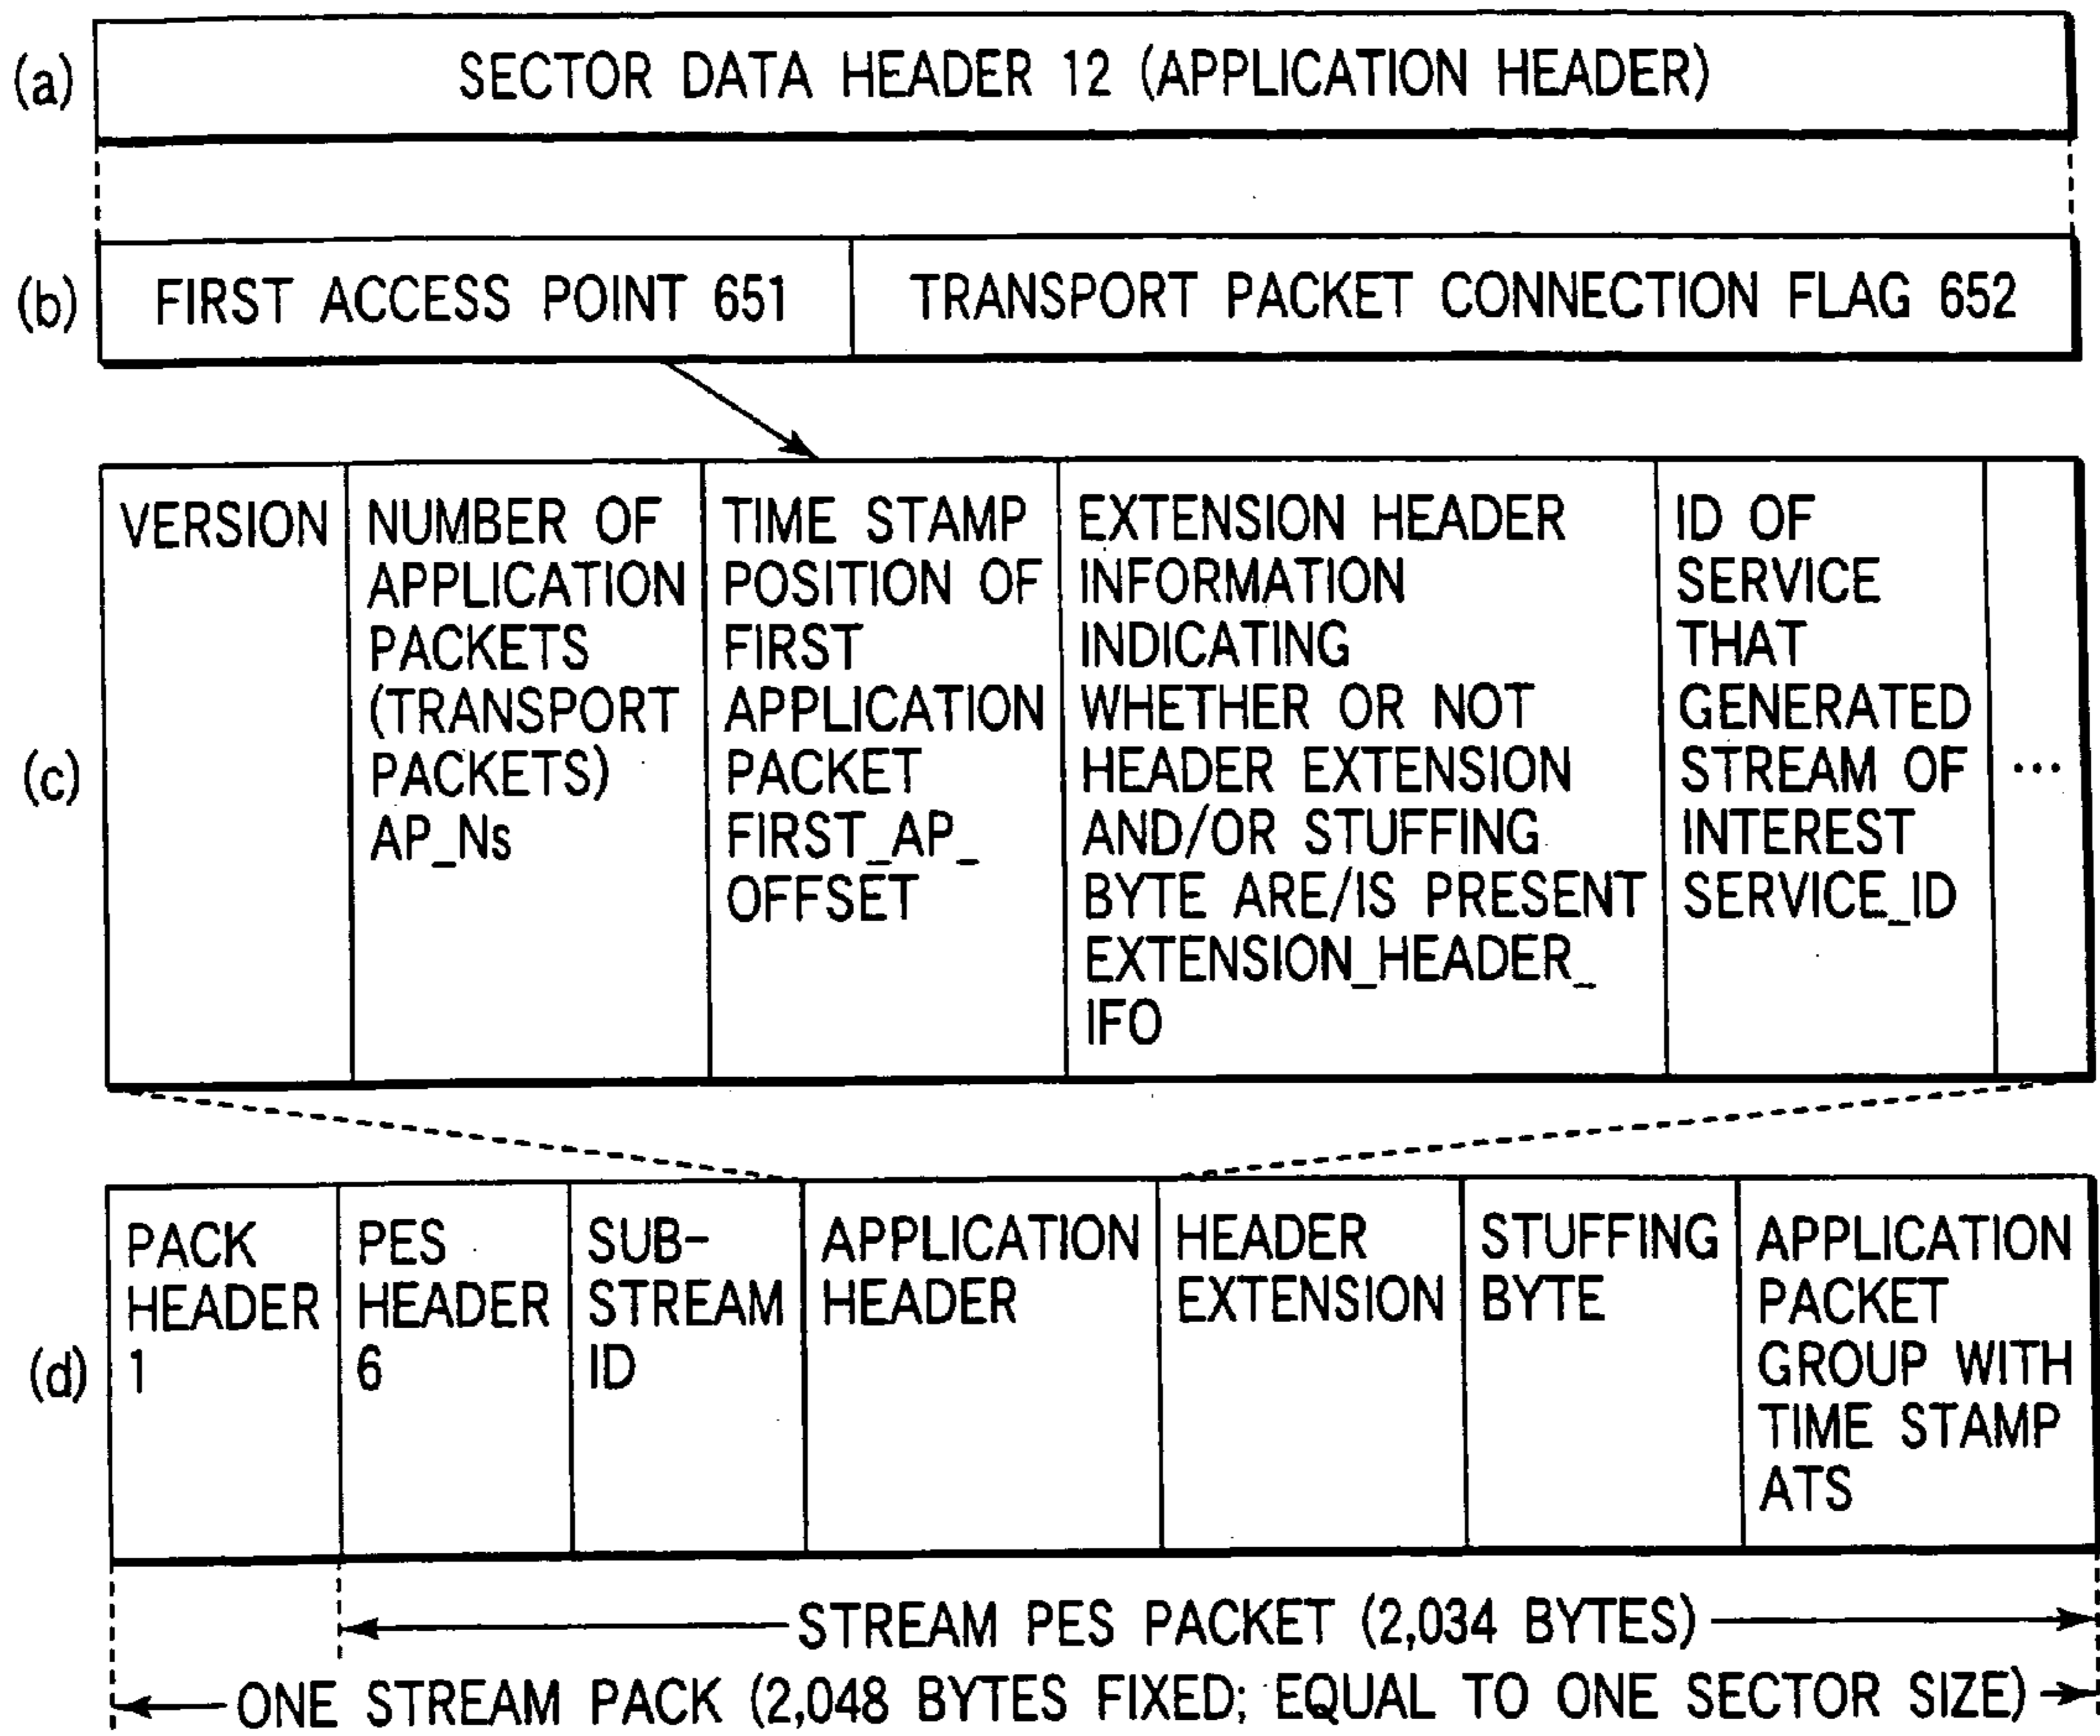 (a)
SECTOR DATA HEADER 12 (APPLICATION HEADER)
(b)
FIRST ACCESS POINT 651
TRANSPORT PACKET CONNECTION FLAG 652
(c)
VERSION
NUMBER OF
APPLICATION
PACKETS
(TRANSPORT
PACKETS)
AP_Ns
TIME STAMP
POSITION OF
FIRST
APPLICATION
PACKET
FIRST_AP_
OFFSET
EXTENSION HEADER
INFORMATION
INDICATING
WHETHER OR NOT
HEADER EXTENSION
AND/OR STUFFING
BYTE ARE/IS PRESENT
EXTENSION_HEADER_
IFO
ID OF
SERVICE
THAT
GENERATED
STREAM OF
INTEREST
SERVICE_ID
...
(d)
PACK
HEADER
1
PES
HEADER
6
SUB-
STREAM
ID
APPLICATION
HEADER
HEADER
EXTENSION
STUFFING
BYTE
APPLICATION
PACKET
GROUP WITH
TIME STAMP
ATS
STREAM PES PACKET (2,034 BYTES)
ONE STREAM PACK (2,048 BYTES FIXED; EQUAL TO ONE SECTOR SIZE)